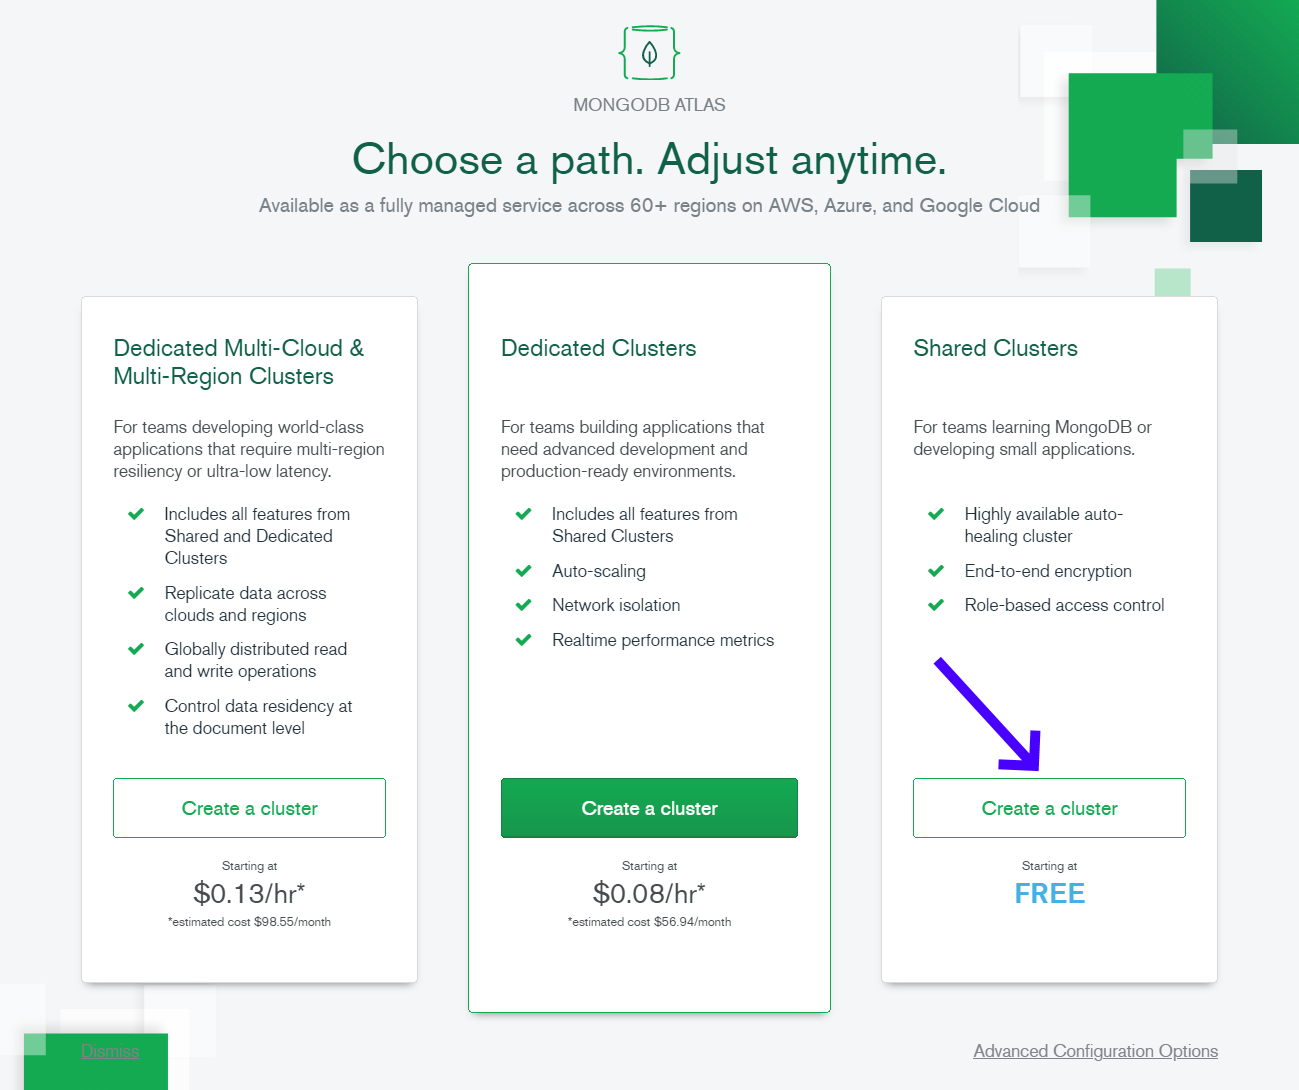 MONGODB ATLAS
Choose a path. Adjust anytime.
Available as a fully managed service across 60+ regions on AWS, Azure, and Google Cloud
Dedicated Multi-Cloud &
Multi-Region Clusters
For teams developing world-class
applications that require multi-region
resiliency or ultra-low latency.
Includes all features from
Shared and Dedicated
Clusters
Replicate data across
clouds and regions
Globally distributed read
and write operations
Control data residency at
the document level
Create a cluster
Starting at
$0.13/hr*
*estimated cost $98.55/month
Dedicated Clusters
For teams building applications that
need advanced development and
production-ready environments.
Includes all features from
Shared Clusters
Auto-scaling
Network isolation
Realtime performance metrics
Create a cluster
Starting at
$0.08/hr*
*estimated cost $56.94/month
Shared Clusters
For teams learning MongoDB or
developing small applications.
Highly available auto-
healing cluster
End-to-end encryption
Role-based access control
Create a cluster
Starting at
FREE
Dismiss
Advanced Configuration Options